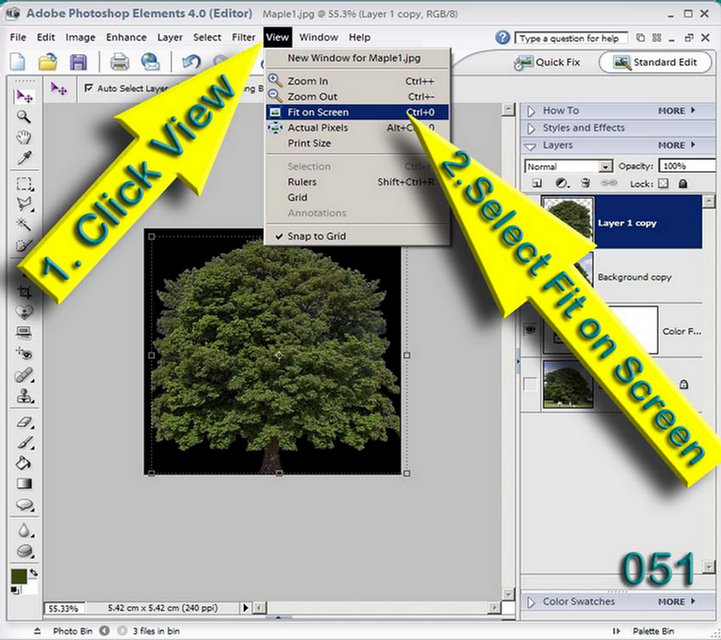 Adobe Photoshop Elements 4.0 (Editor)   Maple1.jpg @ 55.3% (Layer 1 copy, RGB/8)
File Edit Image Enhance Layer Select Filter View Window Help Type a question for help
Quick Fix Standard Edit
Auto Select Layer
New Window for Maple1.jpg
Zoom In Ctrl++
Zoom Out Ctrl+-
Fit on Screen Ctrl+0
Actual Pixels
Print Size
Selection
Rulers Shift+Ctrl+R
Grid
Annotations
✓ Snap to Grid
1. Click View
2. Select Fit on Screen
How To MORE
Styles and Effects
Layers MORE
Normal Opacity: 100%
Lock:
Layer 1 copy
Background copy
Color F...
051
Color Swatches MORE
55.33% 5.42 cm x 5.42 cm (240 ppi)
Photo Bin 3 files in bin Palette Bin